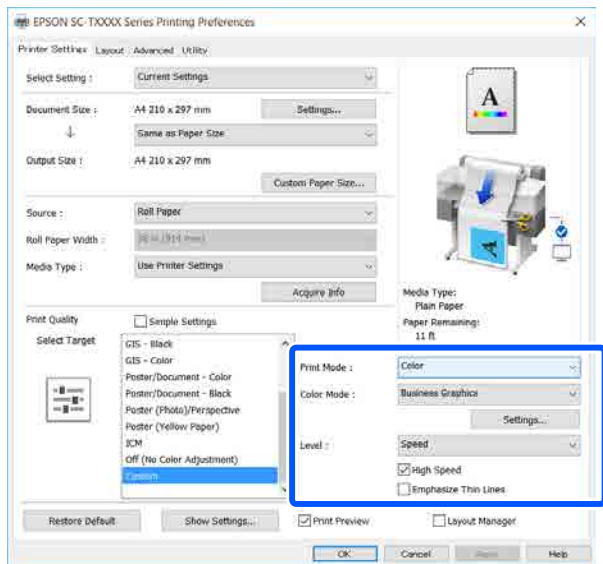 EPSON SC-TXXXX Series Printing Preferences
Printer Settings Layout Advanced Utility
Select Setting : Current Settings
Document Size : A4 210 x 297 mm Settings...
Same as Paper Size
Output Size : A4 210 x 297 mm
Custom Paper Size...
Source : Roll Paper
Roll Paper Width : 36 in (914 mm)
Media Type : Use Printer Settings
Acquire Info
A
Media Type:
Plain Paper
Paper Remaining:
11 ft
Print Quality Simple Settings
Select Target
GIS - Black
GIS - Color
Poster/Document - Color
Poster/Document - Black
Poster (Photo)/Perspective
Poster (Yellow Paper)
ICM
Off (No Color Adjustment)
Custom
Print Mode : Color
Color Mode : Business Graphics
Settings...
Level : Speed
High Speed
Emphasize Thin Lines
Restore Default Show Settings... Print Preview Layout Manager
OK Cancel Apply Help